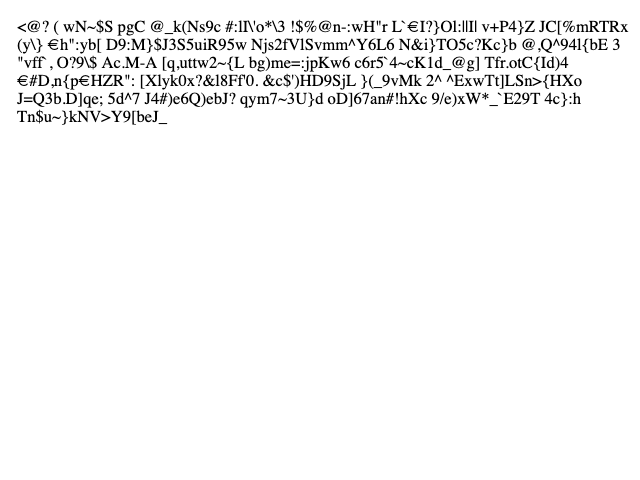 <@? ( wN~$S pgC @_k(Ns9c #:lI\'o*\3 !$%@n-:wH"r L`€I?}Ol:||I| v+P4}Z JC[%mRTRx
(y\} €h":yb[ D9:M}$J3S5uiR95w Njs2fVlSvmm^Y6L6 N&i}TO5c?Kc}b @,Q^94l{bE 3
"vff`, O?9\$ Ac.M-A [q,uttw2~{L bg)me=:jpKw6 c6r5`4~cK1d_@g] Tfr.otC{Id)4
€#D,n{p€HZR": [Xlyk0x?&l8Ff'0. &c$')HD9SjL }(_9vMk 2^ ^ExwTt]LSn>{HXo
J=Q3b.D]qe; 5d^7 J4#)e6Q)ebJ? qym7~3U}d oD]67an#!hXc 9/e)xW*_`E29T 4c}:h
Tn$u~}kNV>Y9[beJ_